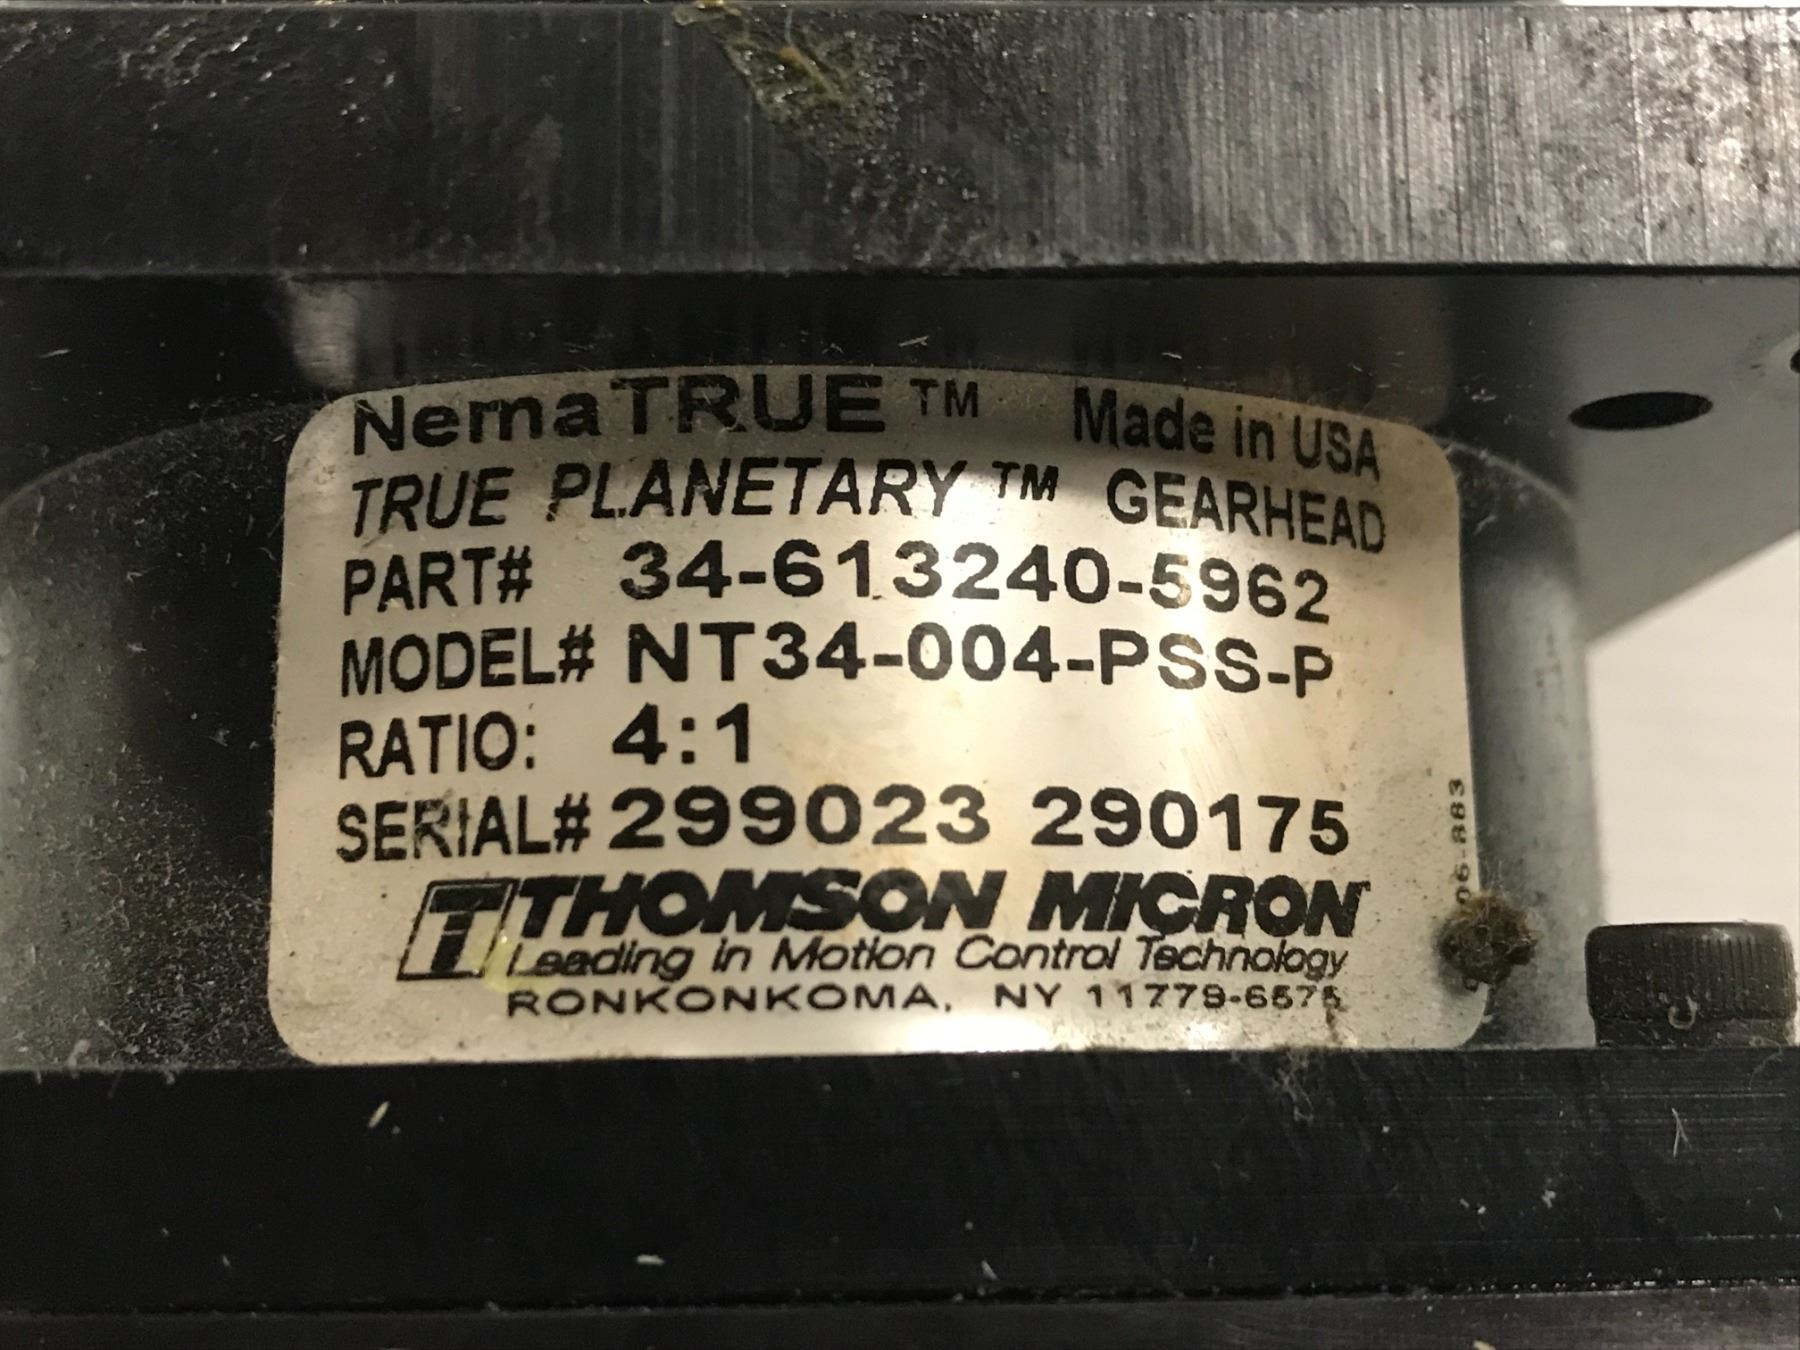 NemaTRUE™ Made in USA
TRUE PLANETARY™ GEARHEAD
PART# 34-613240-5962
MODEL# NT34-004-PSS-P
RATIO: 4:1
SERIAL# 299023 290175
T THOMSON MICRON
Leading in Motion Control Technology
RONKONKOMA, NY 11779-6575